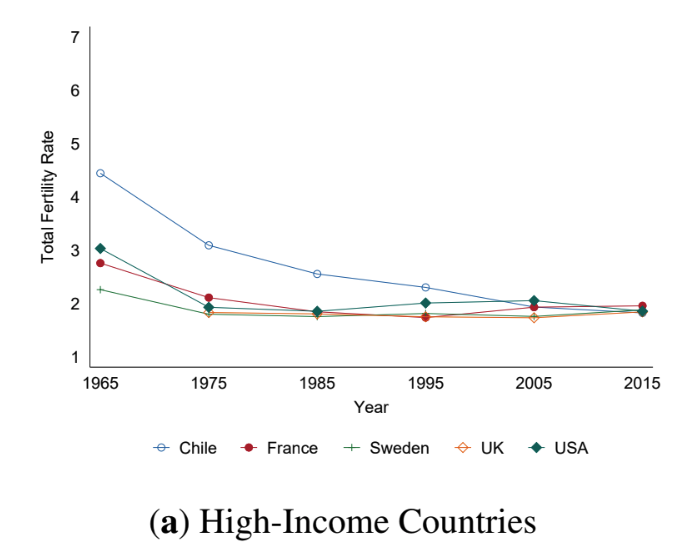 7
6
5
4
3
2
1
Total Fertility Rate
1965 1975 1985 1995 2005 2015
Year
Chile France Sweden UK USA
(a) High-Income Countries